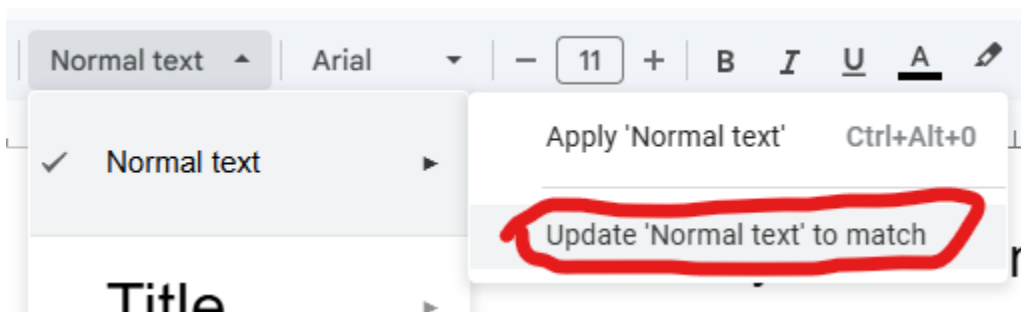 Normal text Arial 11 B I U A
Normal text
Apply 'Normal text' Ctrl+Alt+0
Update 'Normal text' to match
Title